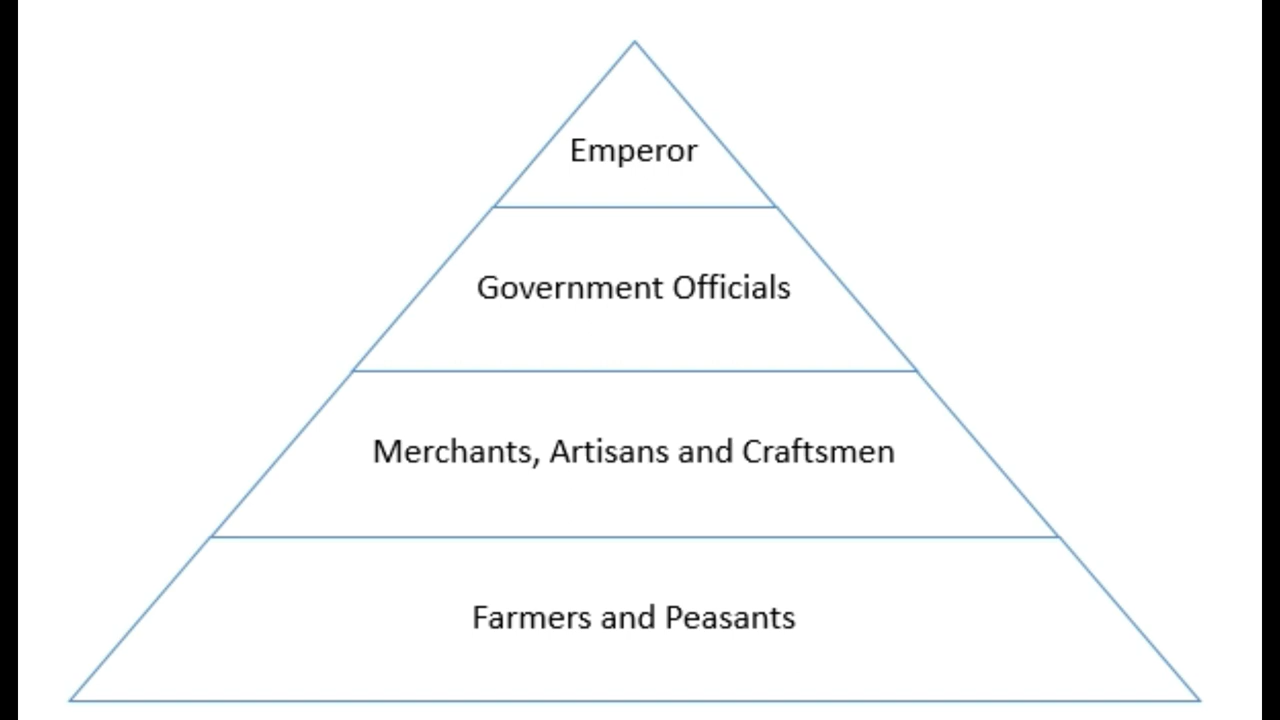 Emperor
Government Officials
Merchants, Artisans and Craftsmen
Farmers and Peasants